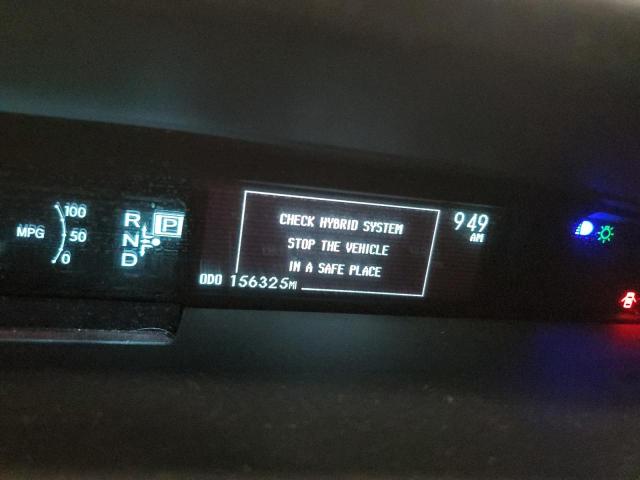 MPG
100
50
0
R
N
D
P
CHECK HYBRID SYSTEM
STOP THE VEHICLE
IN A SAFE PLACE
ODO 156325MI
9 49
AM